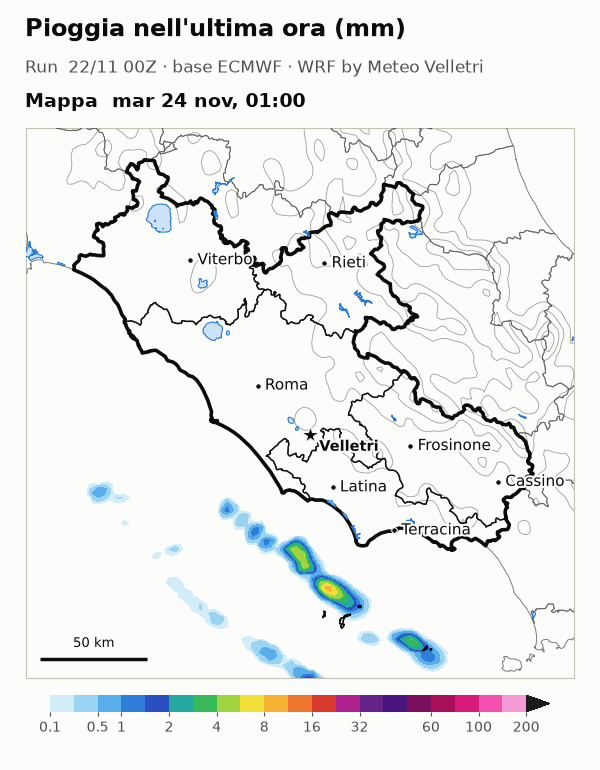 Pioggia nell'ultima ora (mm)
Run  22/11 00Z · base ECMWF · WRF by Meteo Velletri
Mappa  mar 24 nov, 01:00
Viterbo
Rieti
Roma
Velletri
Frosinone
Latina
Cassino
Terracina
50 km
0.1 0.5 1 2 4 8 16 32 60 100 200